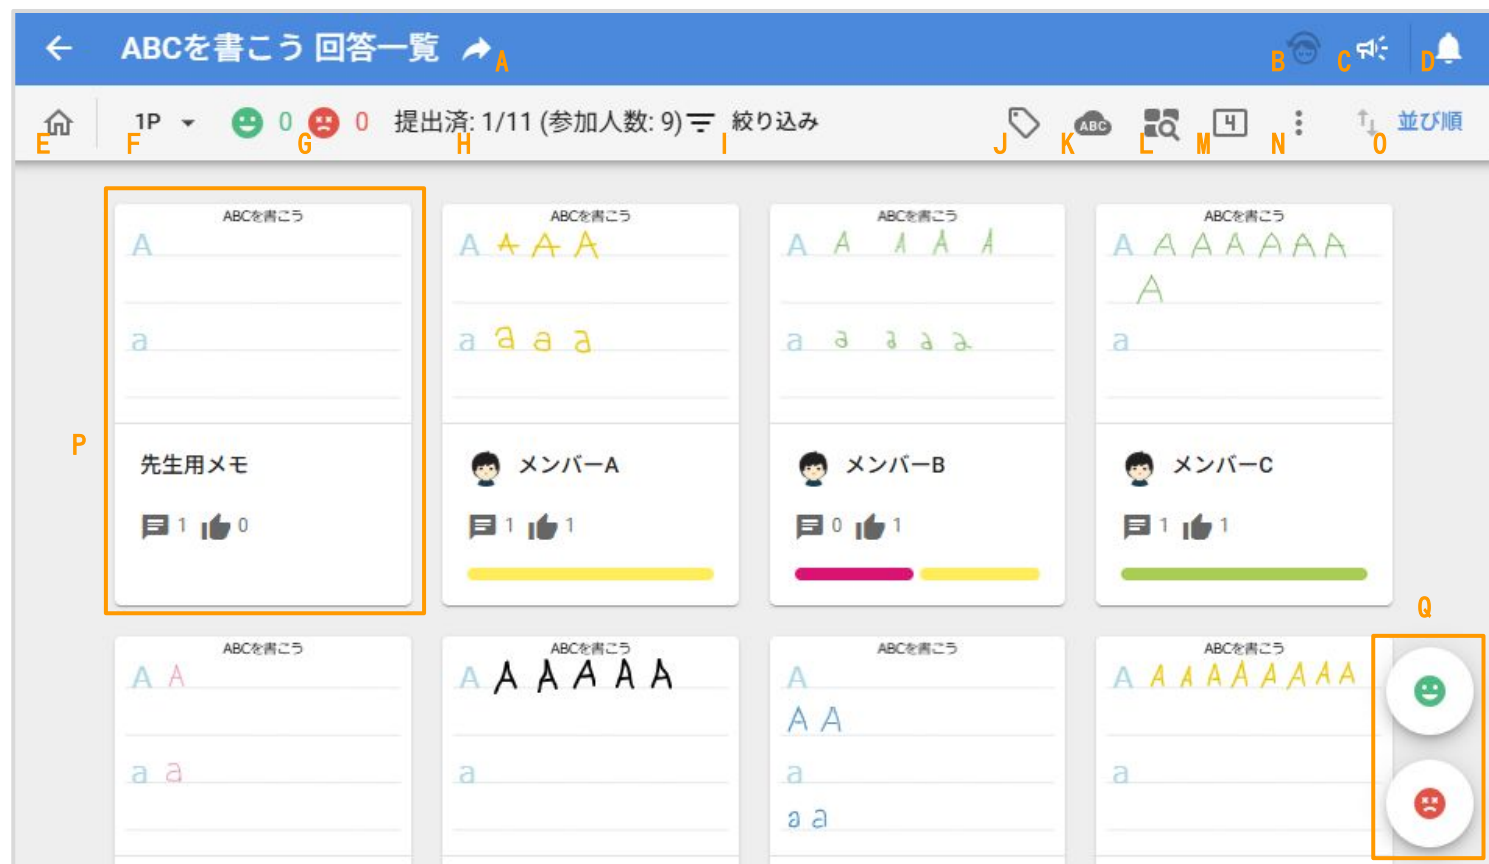 ABCを書こう 回答一覧 A B C D
E 1P F 0 G 0 提出済: 1/11 (参加人数: 9) H 絞り込み I J ABC K L 4 M N 並び順 O
P
ABCを書こう
A
a
先生用メモ
1 0
ABCを書こう
A A A A
a a a a
メンバーA
1 1
ABCを書こう
A A A A A
a a a a a
メンバーB
0 1
ABCを書こう
A A A A A A A
A
a
メンバーC
1 1
Q
ABCを書こう
A A
a a
ABCを書こう
A A A A A A
a
ABCを書こう
A
A A
a
a a
ABCを書こう
A A A A A A A A A
a